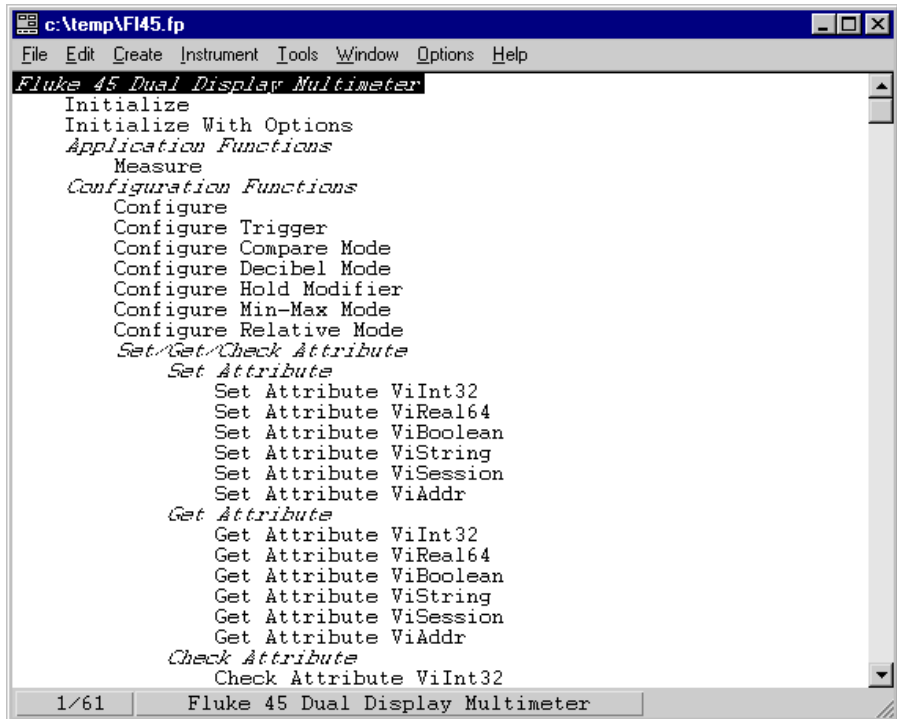 c:\temp\Fl45.fp
File Edit Create Instrument Tools Window Options Help
Fluke 45 Dual Display Multimeter
Initialize
Initialize With Options
Application Functions
Measure
Configuration Functions
Configure
Configure Trigger
Configure Compare Mode
Configure Decibel Mode
Configure Hold Modifier
Configure Min-Max Mode
Configure Relative Mode
Set/Get/Check Attribute
Set Attribute
Set Attribute ViInt32
Set Attribute ViReal64
Set Attribute ViBoolean
Set Attribute ViString
Set Attribute ViSession
Set Attribute ViAddr
Get Attribute
Get Attribute ViInt32
Get Attribute ViReal64
Get Attribute ViBoolean
Get Attribute ViString
Get Attribute ViSession
Get Attribute ViAddr
Check Attribute
Check Attribute ViInt32
1/61 Fluke 45 Dual Display Multimeter